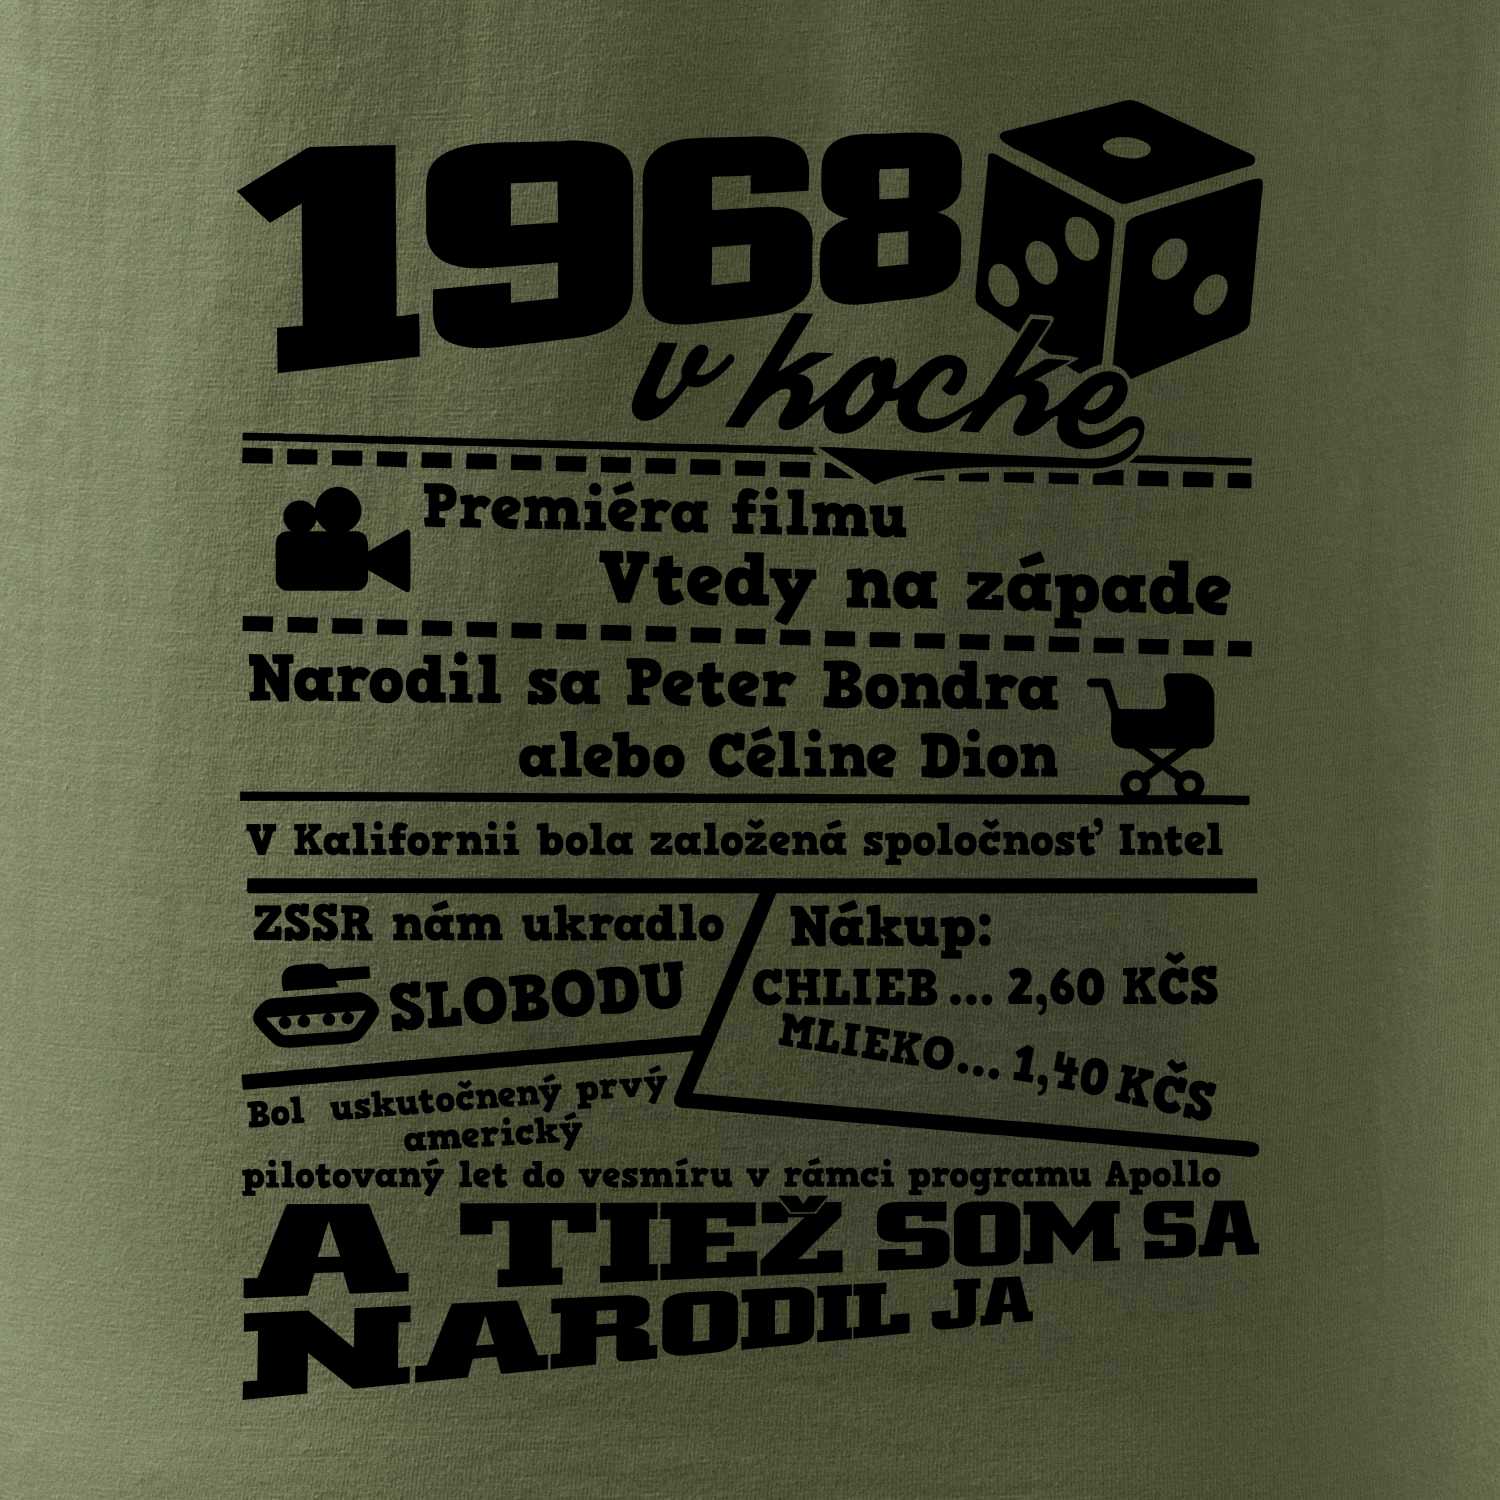 1968
v kocke
Premiéra filmu
Vtedy na západe
Narodil sa Peter Bondra
alebo Céline Dion
V Kalifornii bola založená spoločnosť Intel
ZSSR nám ukradlo
SLOBODU
Nákup:
CHLIEB ... 2,60 KČS
MLIEKO... 1,40 KČS
Bol uskutočnený prvý
americký
pilotovaný let do vesmíru v rámci programu Apollo
A TIEŽ SOM SA
NARODIL JA